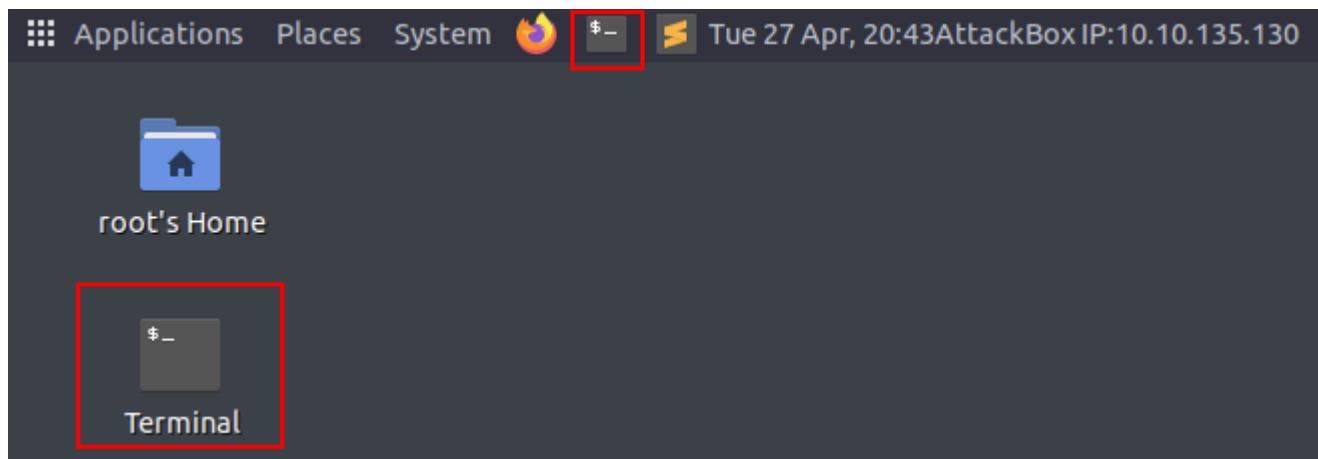 Applications Places System $_ Tue 27 Apr, 20:43AttackBox IP:10.10.135.130
root's Home
$_
Terminal